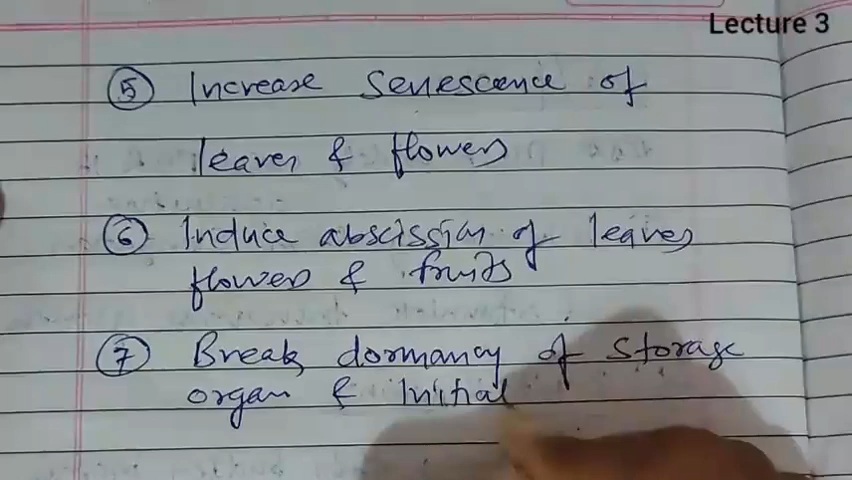 Lecture 3
⑤ Increase senescence of
leaves & flowers
⑥ Induce abscission of leaves
flowers & fruits
⑦ Break dormancy of storage
organ & initial